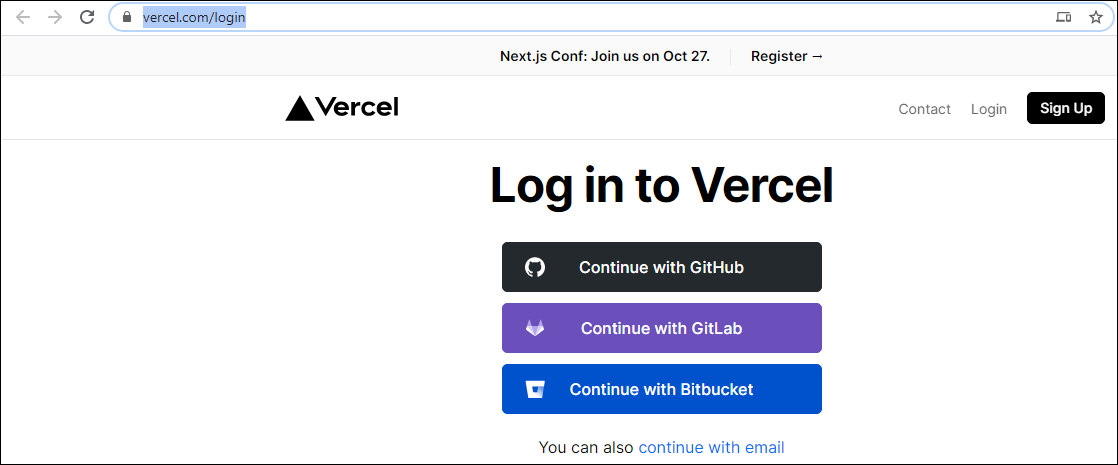 vercel.com/login
Next.js Conf: Join us on Oct 27. Register →
Vercel Contact Login Sign Up
Log in to Vercel
Continue with GitHub
Continue with GitLab
Continue with Bitbucket
You can also continue with email